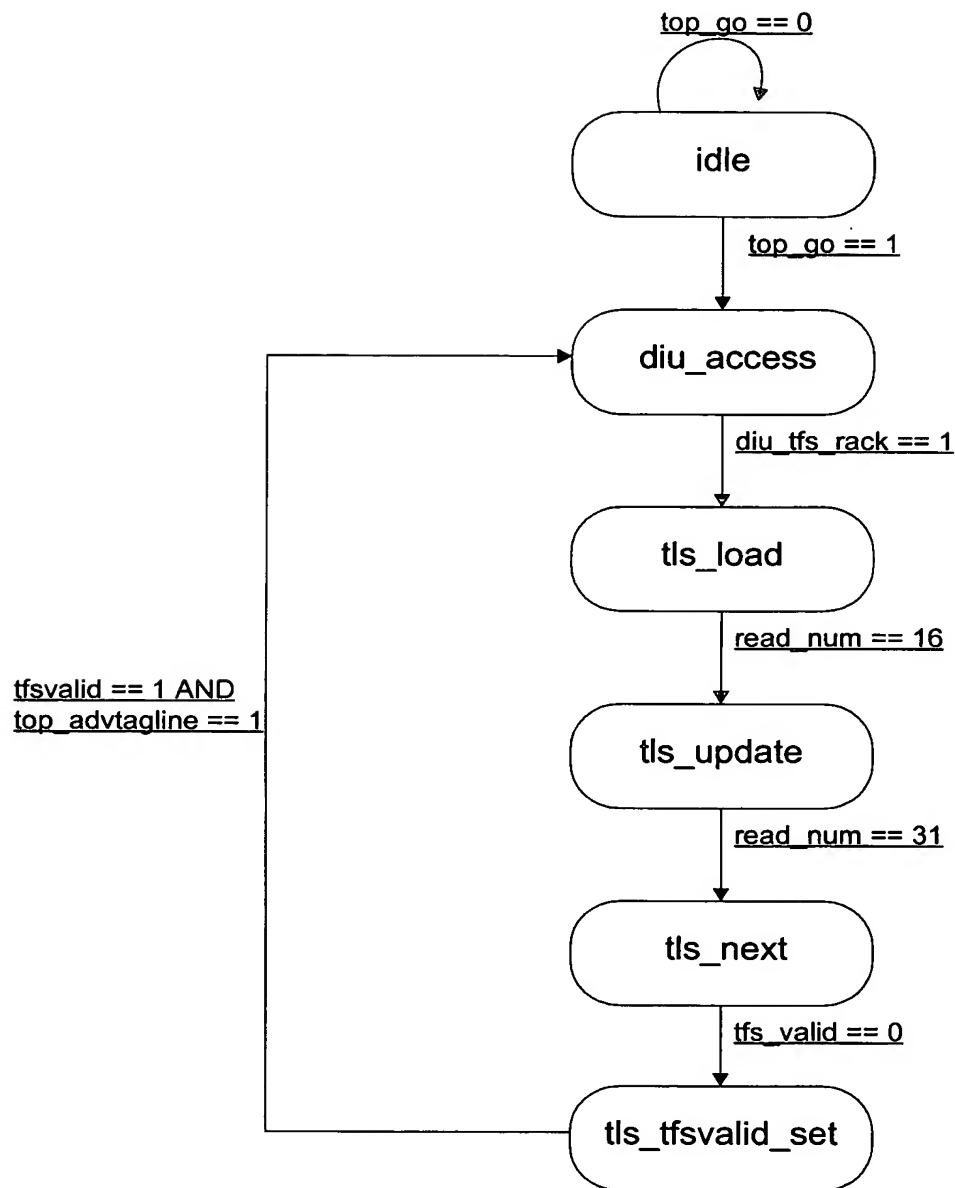 top_go == 0
idle
top_go == 1
diu_access
diu_tfs_rack == 1
tls_load
read_num == 16
tfsvalid == 1 AND
top_advtagline == 1
tls_update
read_num == 31
tls_next
tfs_valid == 0
tls_tfsvalid_set